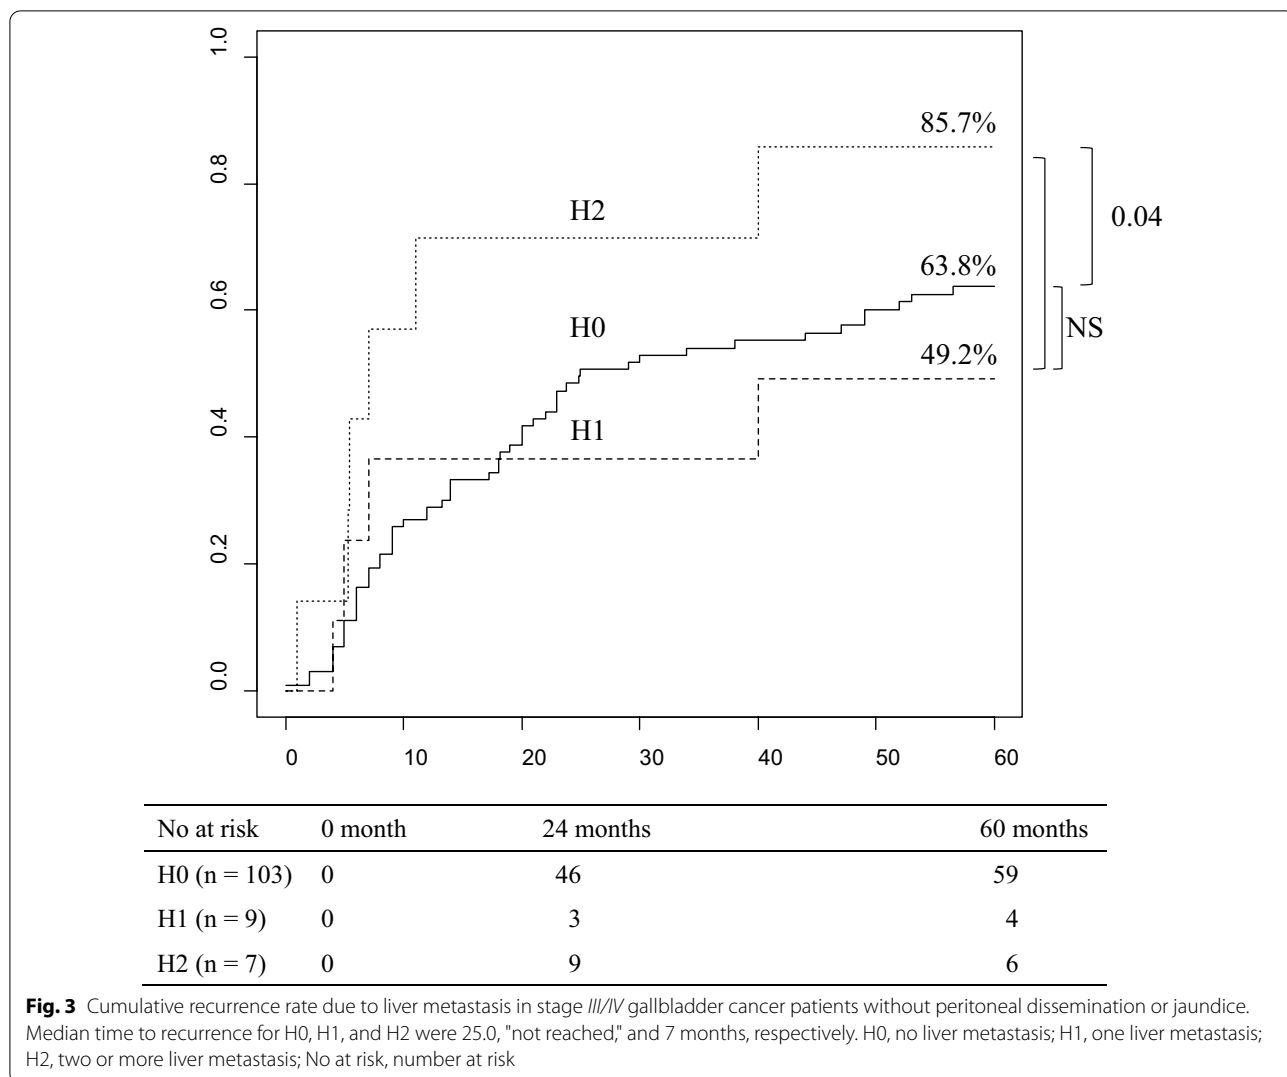 1.0
85.7%
0.8
H2
0.04
63.8%
0.6
H0
NS
49.2%
0.4
H1
0.2
0.0
0 10 20 30 40 50 60
No at risk 0 month 24 months 60 months
H0 (n = 103) 0 46 59
H1 (n = 9) 0 3 4
H2 (n = 7) 0 9 6
Fig. 3 Cumulative recurrence rate due to liver metastasis in stage III/IV gallbladder cancer patients without peritoneal dissemination or jaundice.
Median time to recurrence for H0, H1, and H2 were 25.0, "not reached," and 7 months, respectively. H0, no liver metastasis; H1, one liver metastasis;
H2, two or more liver metastasis; No at risk, number at risk